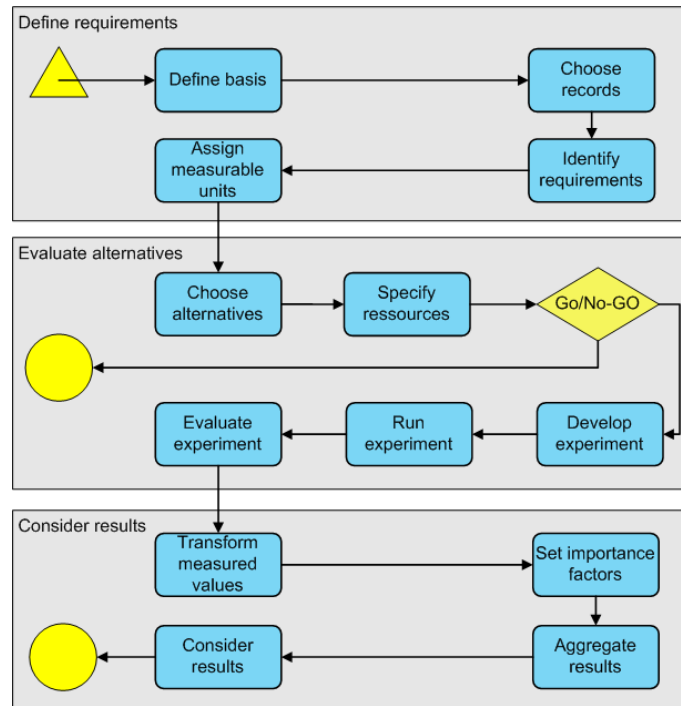 Define requirements
Define basis
Choose
records
Assign
measurable
units
Identify
requirements
Evaluate alternatives
Choose
alternatives
Specify
ressources
Go/No-GO
Evaluate
experiment
Run
experiment
Develop
experiment
Consider results
Transform
measured
values
Set importance
factors
Consider
results
Aggregate
results